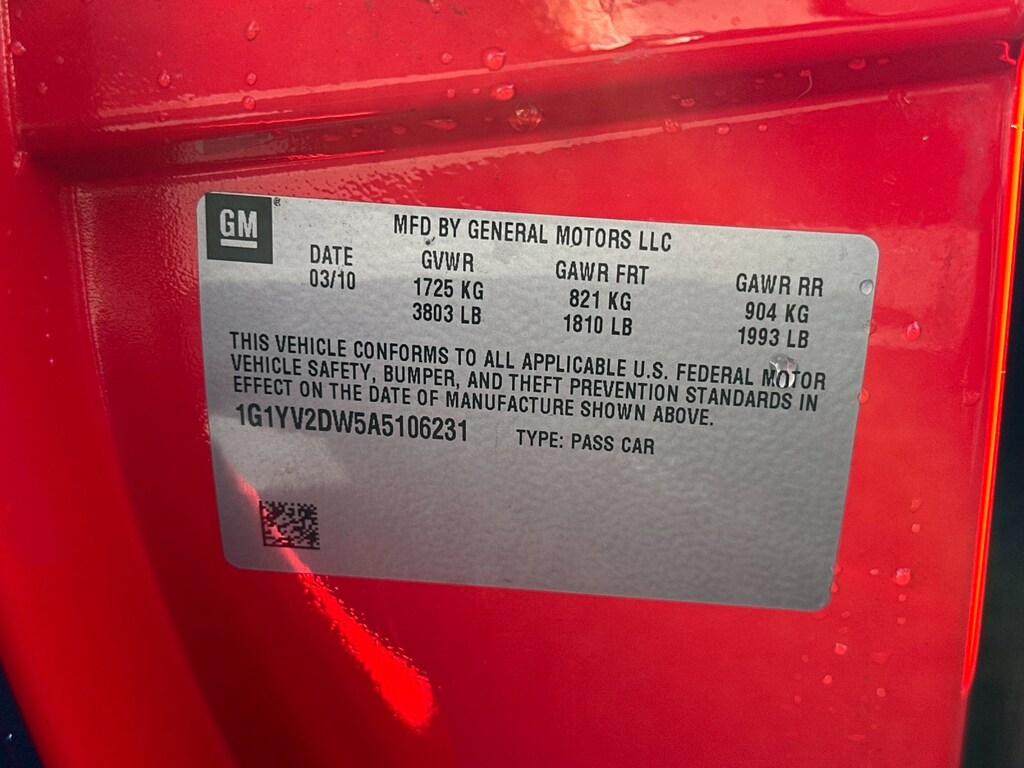 GM ®
MFD BY GENERAL MOTORS LLC
DATE GVWR GAWR FRT GAWR RR
03/10 1725 KG 821 KG 904 KG
3803 LB 1810 LB 1993 LB
THIS VEHICLE CONFORMS TO ALL APPLICABLE U.S. FEDERAL MOTOR
VEHICLE SAFETY, BUMPER, AND THEFT PREVENTION STANDARDS IN
EFFECT ON THE DATE OF MANUFACTURE SHOWN ABOVE.
1G1YV2DW5A5106231 TYPE: PASS CAR